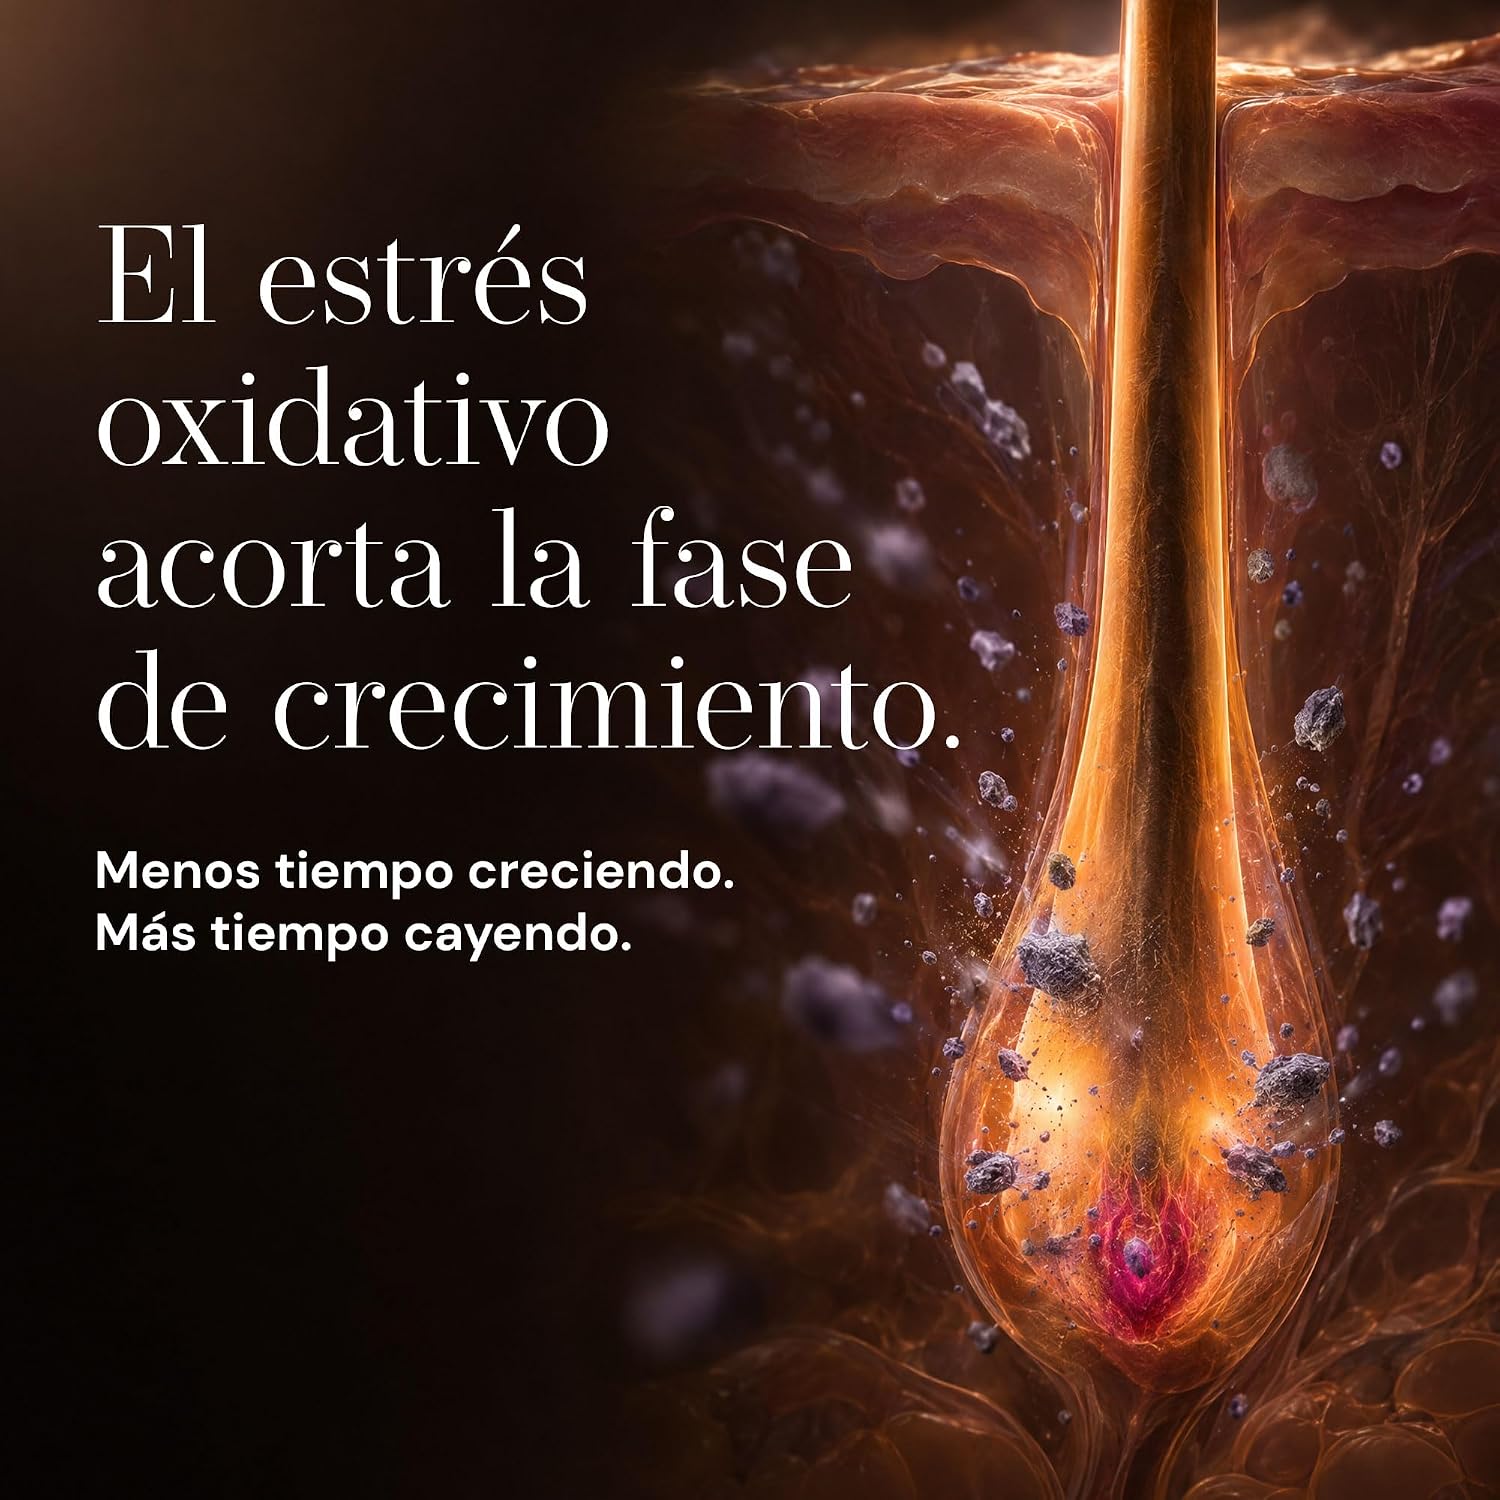 El estrés
oxidativo
acorta la fase
de crecimiento.
Menos tiempo creciendo.
Más tiempo cayendo.